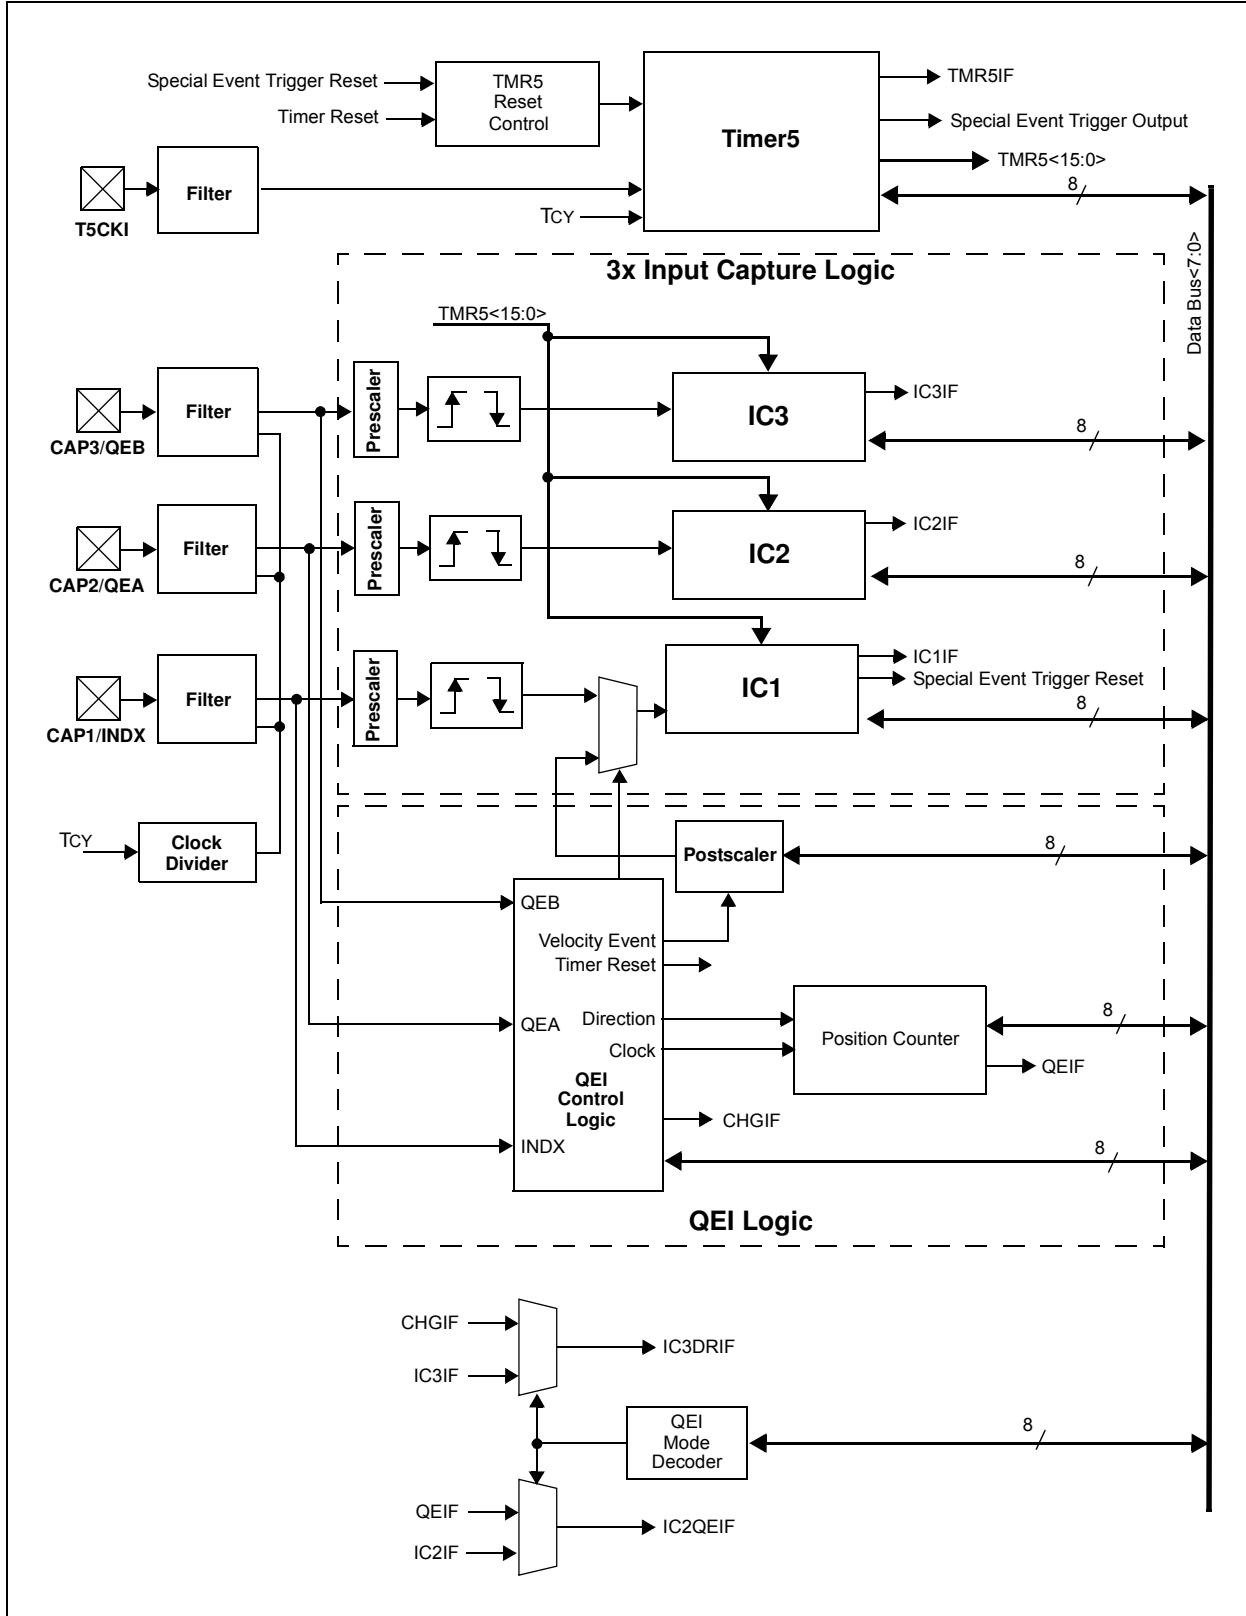 Special Event Trigger Reset
Timer Reset
TMR5
Reset
Control
Timer5
TMR5IF
Special Event Trigger Output
TMR5<15:0>
8
Filter
T5CKI
TCY
Data Bus<7:0>
3x Input Capture Logic
TMR5<15:0>
Filter
CAP3/QEB
Prescaler
IC3
IC3IF
8
Filter
CAP2/QEA
Prescaler
IC2
IC2IF
8
Filter
CAP1/INDX
Prescaler
IC1
IC1IF
Special Event Trigger Reset
8
TCY
Clock
Divider
Postscaler
8
QEB
Velocity Event
Timer Reset
QEA
Direction
Clock
QEI
Control
Logic
INDX
Position Counter
8
QEIF
CHGIF
8
QEI Logic
CHGIF
IC3IF
IC3DRIF
QEI
Mode
Decoder
8
QEIF
IC2IF
IC2QEIF